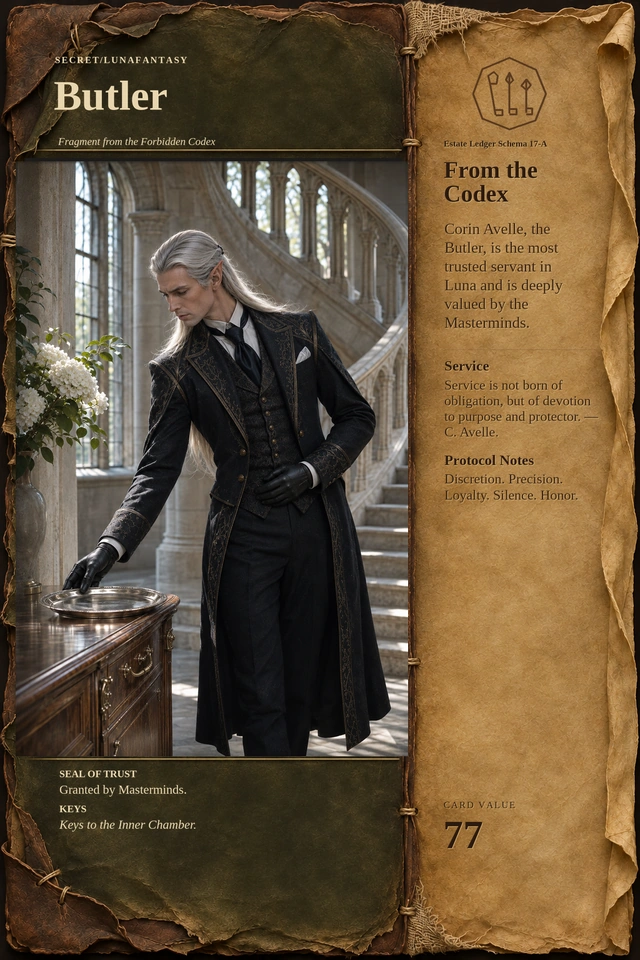 SECRET/LUNAFANTASY
Butler
Fragment from the Forbidden Codex
SEAL OF TRUST
Granted by Masterminds.
KEYS
Keys to the Inner Chamber.
Estate Ledger Schema 17-A
From the
Codex
Corin Avelle, the
Butler, is the most
trusted servant in
Luna and is deeply
valued by the
Masterminds.
Service
Service is not born of
obligation, but of devotion
to purpose and protector. —
C. Avelle.
Protocol Notes
Discretion. Precision.
Loyalty. Silence. Honor.
CARD VALUE
77